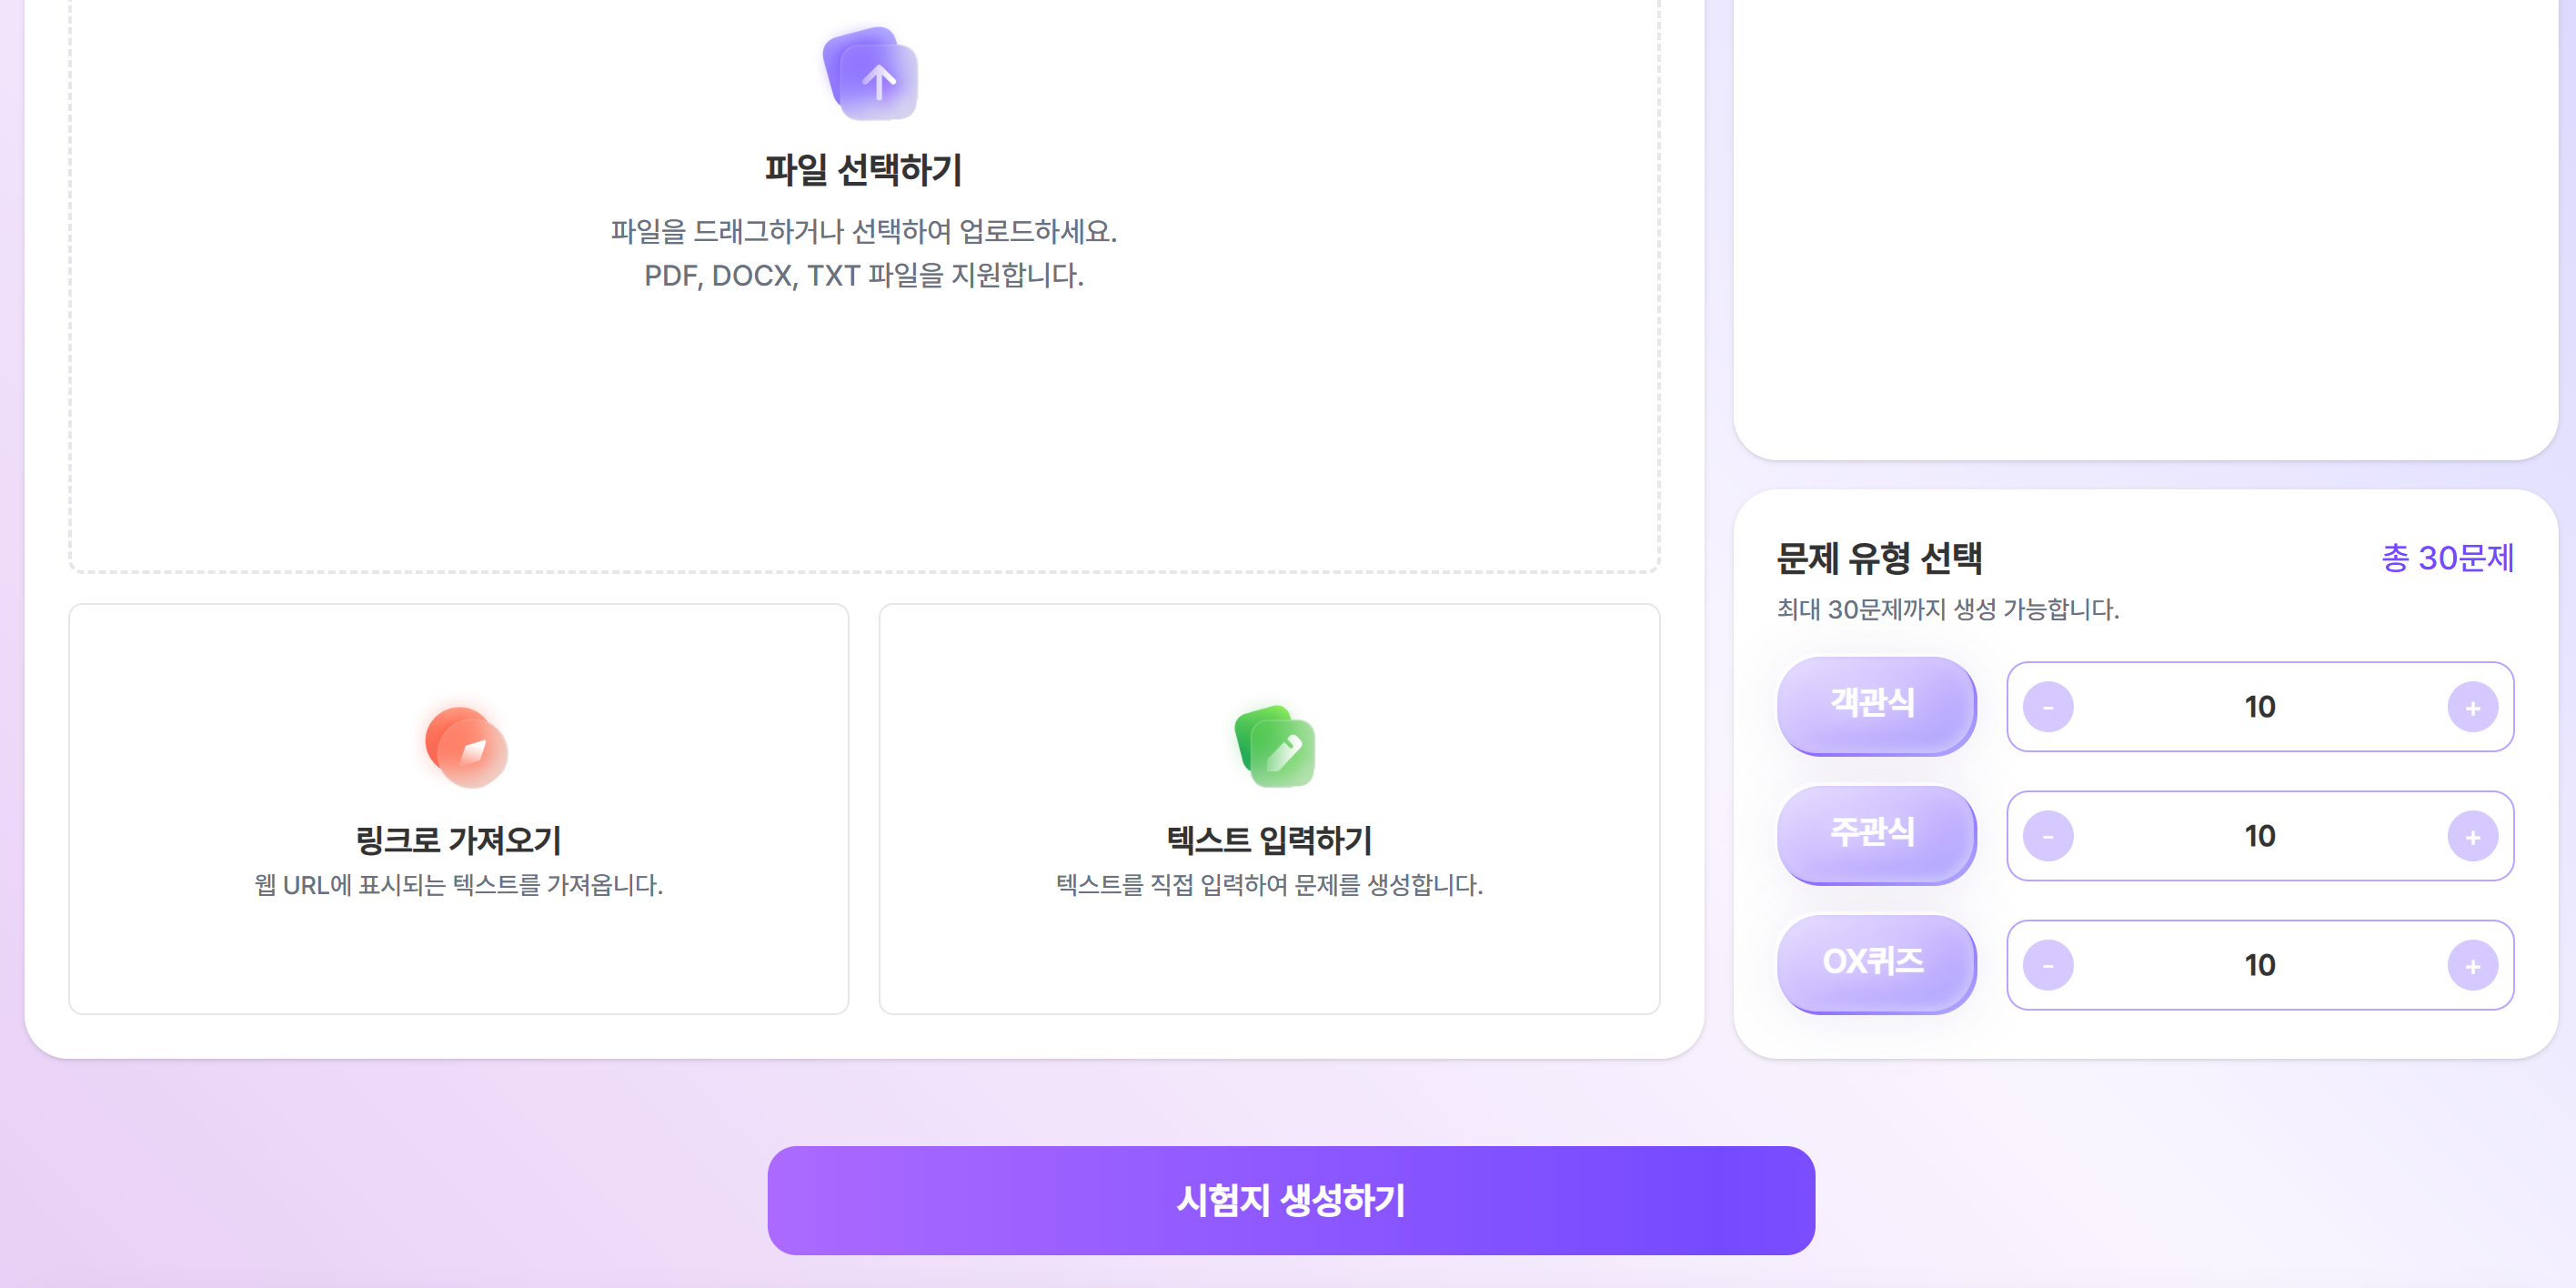 파일 선택하기
파일을 드래그하거나 선택하여 업로드하세요.
PDF, DOCX, TXT 파일을 지원합니다.
링크로 가져오기
웹 URL에 표시되는 텍스트를 가져옵니다.
텍스트 입력하기
텍스트를 직접 입력하여 문제를 생성합니다.
문제 유형 선택
총 30문제
최대 30문제까지 생성 가능합니다.
객관식 - 10 +
주관식 - 10 +
OX퀴즈 - 10 +
시험지 생성하기